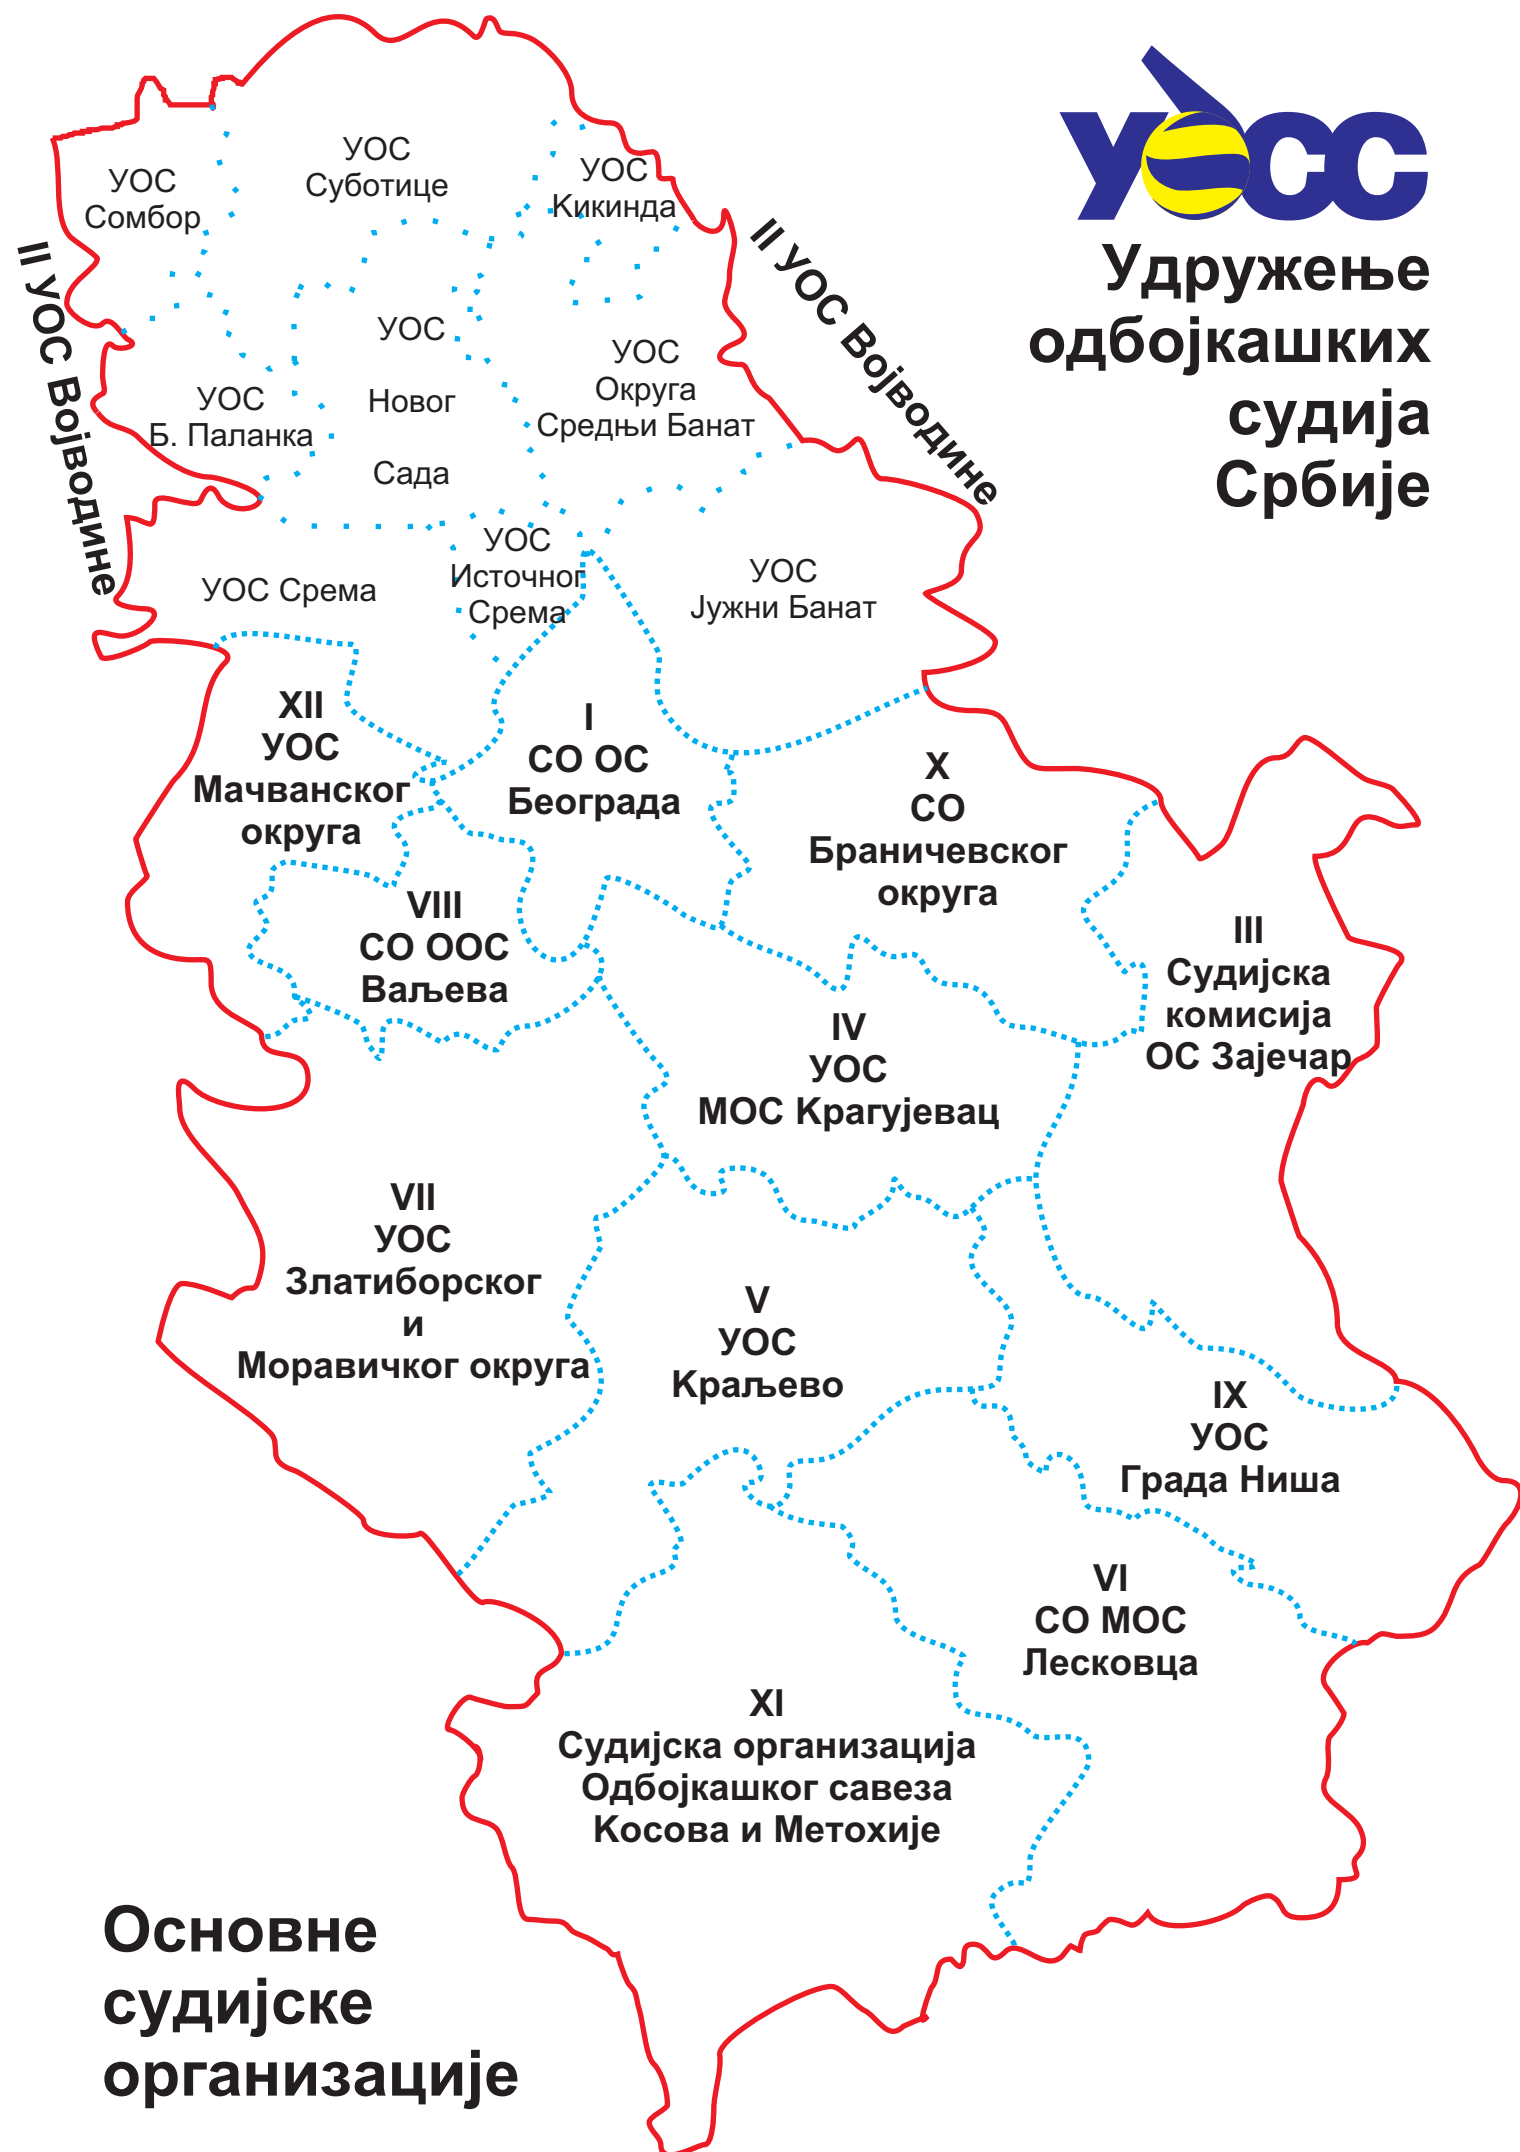 УОСС
Удружење
одбојкашких
судија
Србије
II УОС Војводине
II УОС Војводине
УОС
Сомбор
УОС
Суботице
УОС
Кикинда
УОС
Б. Паланка
УОС
Новог
Сада
УОС
Округа
Средњи Банат
УОС Срема
УОС
Источног
Срема
УОС
Јужни Банат
XII
УОС
Мачванског
округа
I
СО ОС
Београда
X
СО
Браничевског
округа
VIII
СО ООС
Ваљева
III
Судијска
комисија
ОС Зајечар
IV
УОС
МОС Крагујевац
VII
УОС
Златиборског
и
Моравичког округа
V
УОС
Краљево
IX
УОС
Града Ниша
VI
СО МОС
Лесковца
XI
Судијска организација
Одбојкашког савеза
Косова и Метохије
Основне
судијске
организације